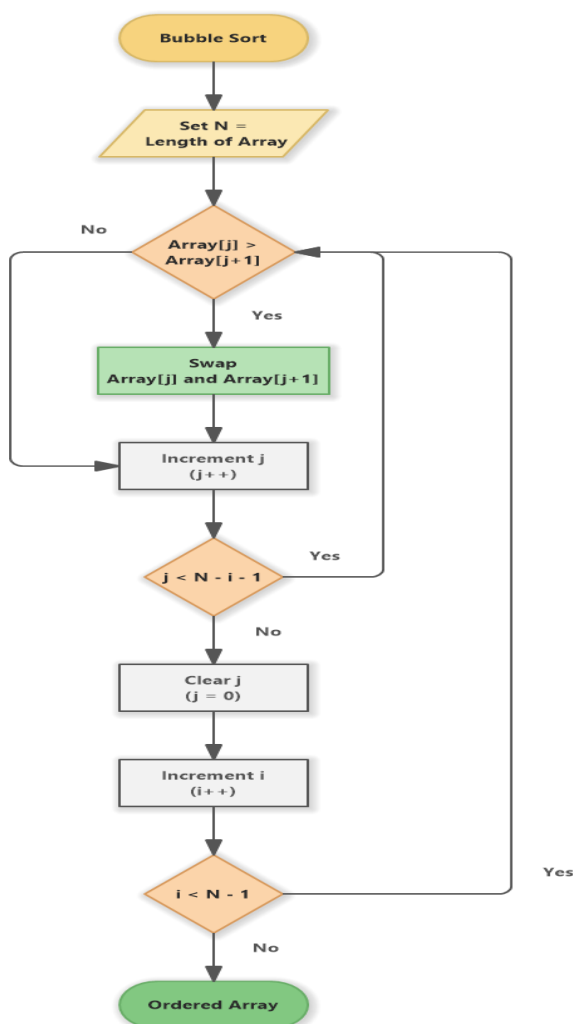 Bubble Sort
Set N =
Length of Array
No
Array[j] >
Array[j+1]
Yes
Swap
Array[j] and Array[j+1]
Increment j
(j++)
Yes
j < N - i - 1
No
Clear j
(j = 0)
Increment i
(i++)
Yes
i < N - 1
No
Ordered Array